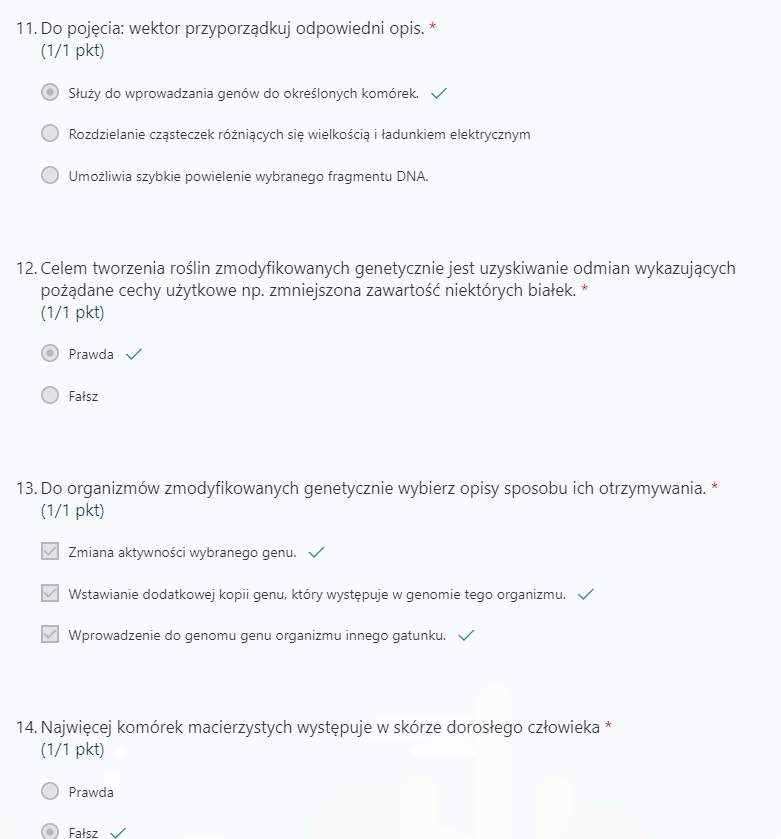 11. Do pojęcia: wektor przyporządkuj odpowiedni opis. *
(1/1 pkt)
Służy do wprowadzania genów do określonych komórek.
Rozdzielanie cząsteczek różniących się wielkością i ładunkiem elektrycznym
Umożliwia szybkie powielenie wybranego fragmentu DNA.
12. Celem tworzenia roślin zmodyfikowanych genetycznie jest uzyskiwanie odmian wykazujących
pożądane cechy użytkowe np. zmniejszona zawartość niektórych białek. *
(1/1 pkt)
Prawda
Fałsz
13. Do organizmów zmodyfikowanych genetycznie wybierz opisy sposobu ich otrzymywania. *
(1/1 pkt)
Zmiana aktywności wybranego genu.
Wstawianie dodatkowej kopii genu, który występuje w genomie tego organizmu.
Wprowadzenie do genomu genu organizmu innego gatunku.
14. Najwięcej komórek macierzystych występuje w skórze dorosłego człowieka *
(1/1 pkt)
Prawda
Fałsz